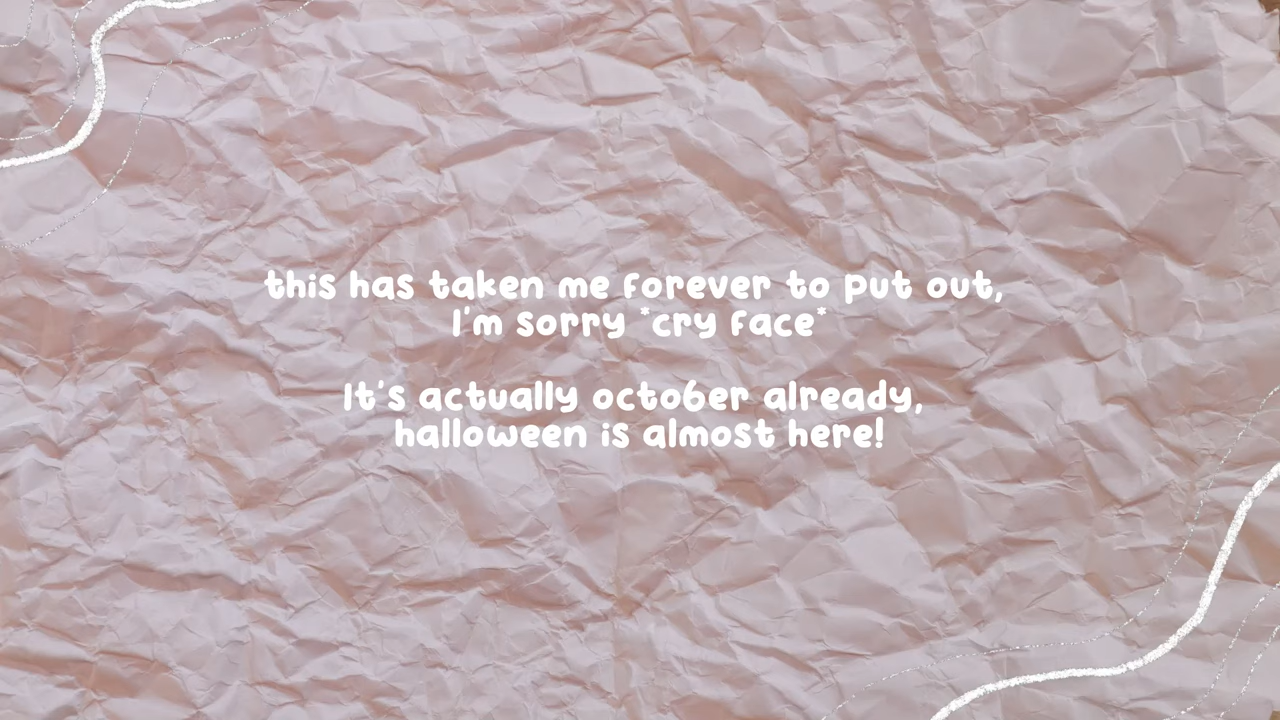 this has taken me forever to put out,
I'm sorry *cry face*
It's actually october already,
halloween is almost here!